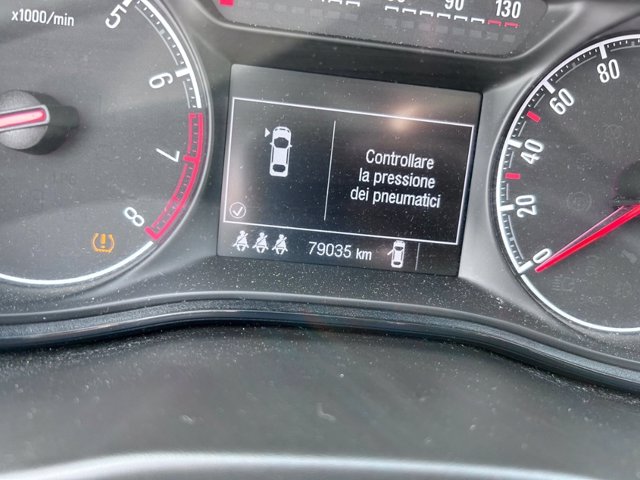 x1000/min
5
6
7
8
90
130
Controllare
la pressione
dei pneumatici
79035 km
80
60
40
20
0